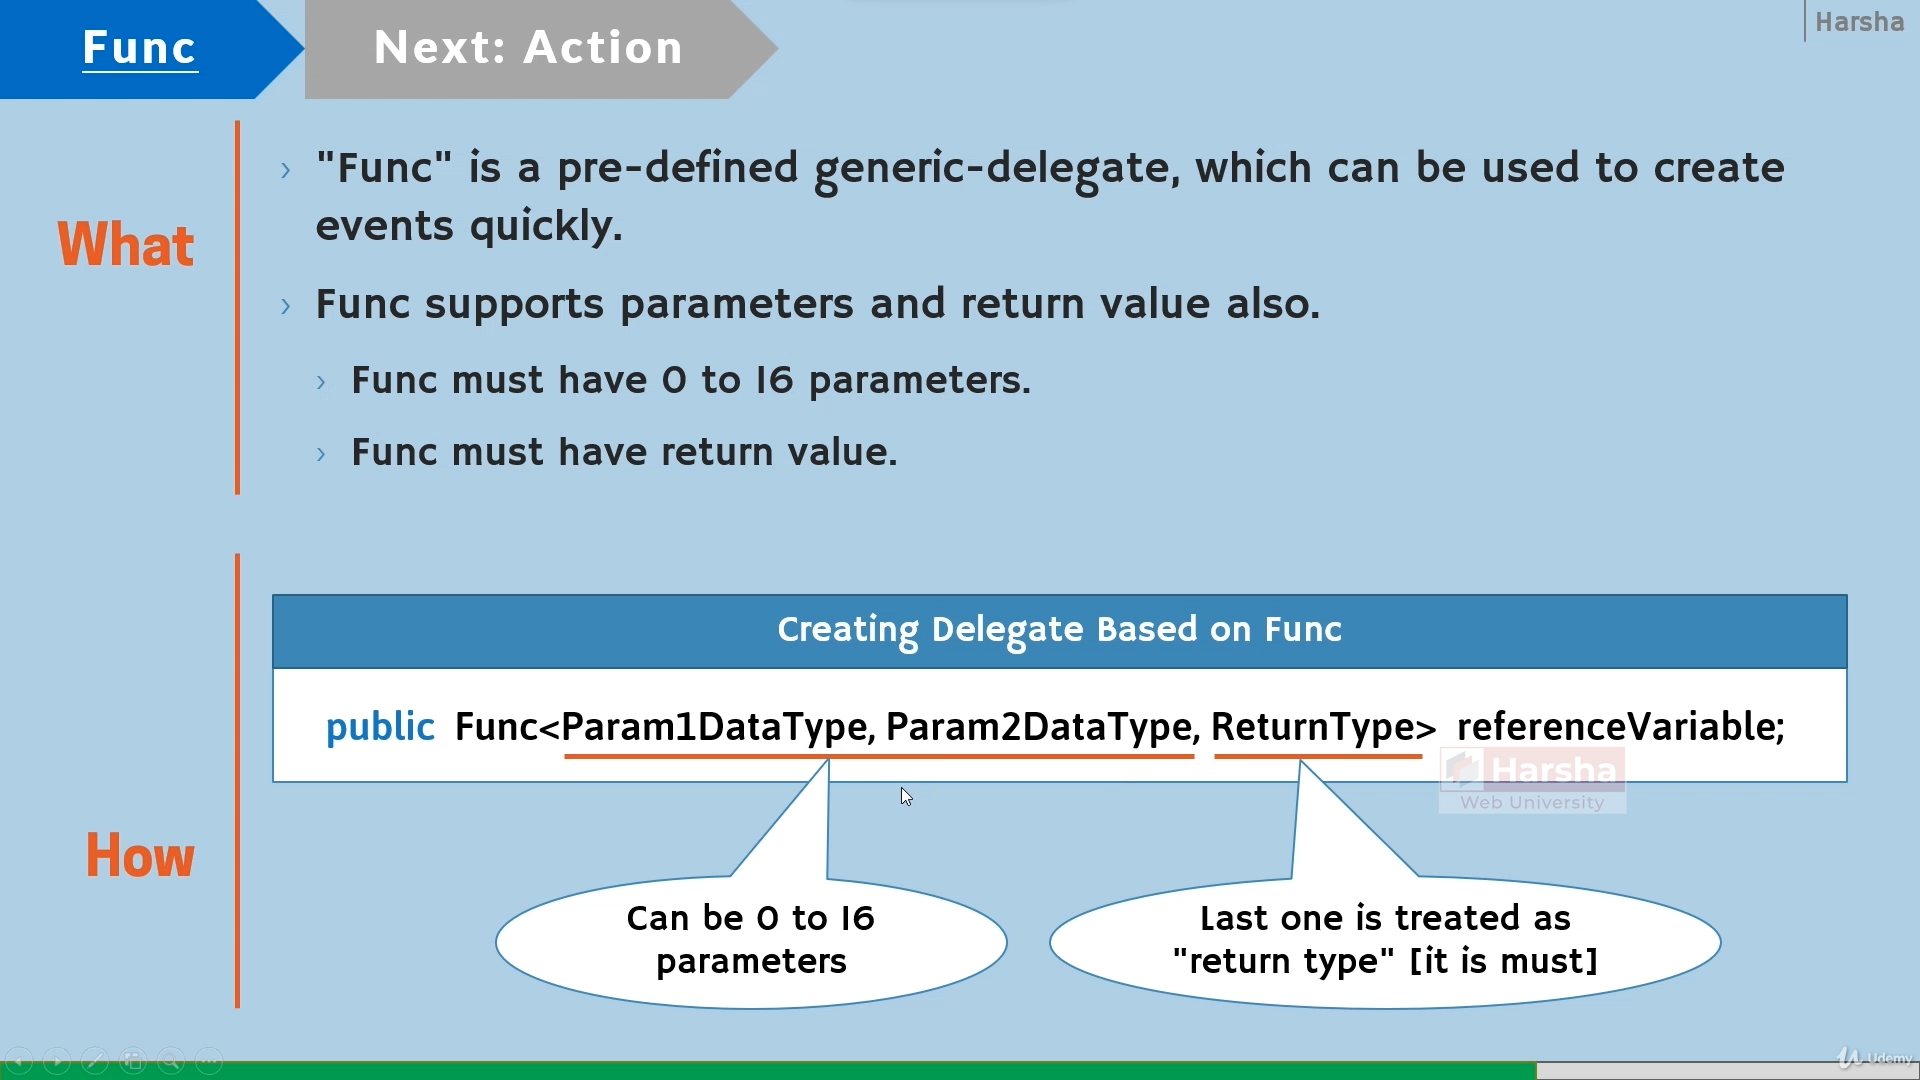 Func
Next: Action
Harsha
What
› "Func" is a pre-defined generic-delegate, which can be used to create
events quickly.
› Func supports parameters and return value also.
› Func must have 0 to 16 parameters.
› Func must have return value.
How
Creating Delegate Based on Func
public Func<Param1DataType, Param2DataType, ReturnType> referenceVariable;
Harsha
Web University
Can be 0 to 16
parameters
Last one is treated as
"return type" [it is must]
Udemy